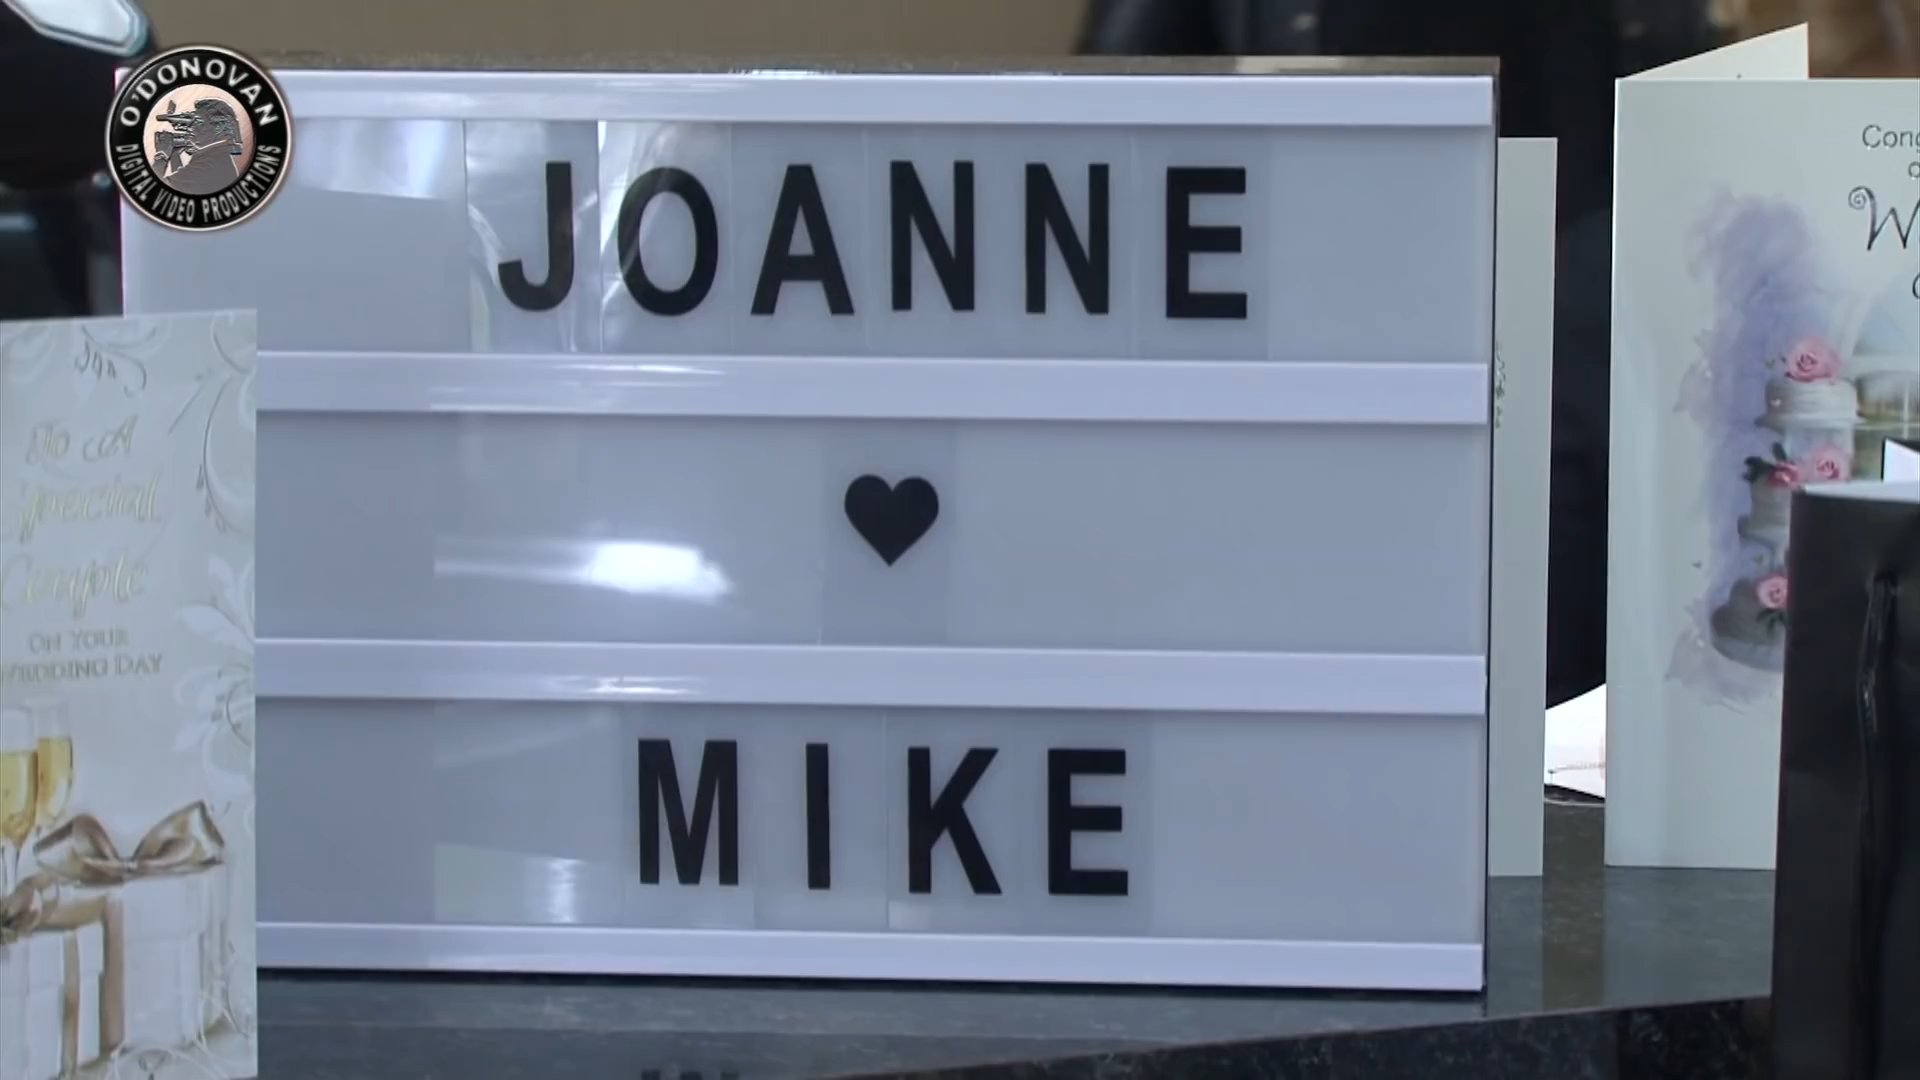 O'DONOVAN
DIGITAL VIDEO PRODUCTIONS
JOANNE
♥
MIKE
To A
Special
Couple
ON YOUR
WEDDING DAY